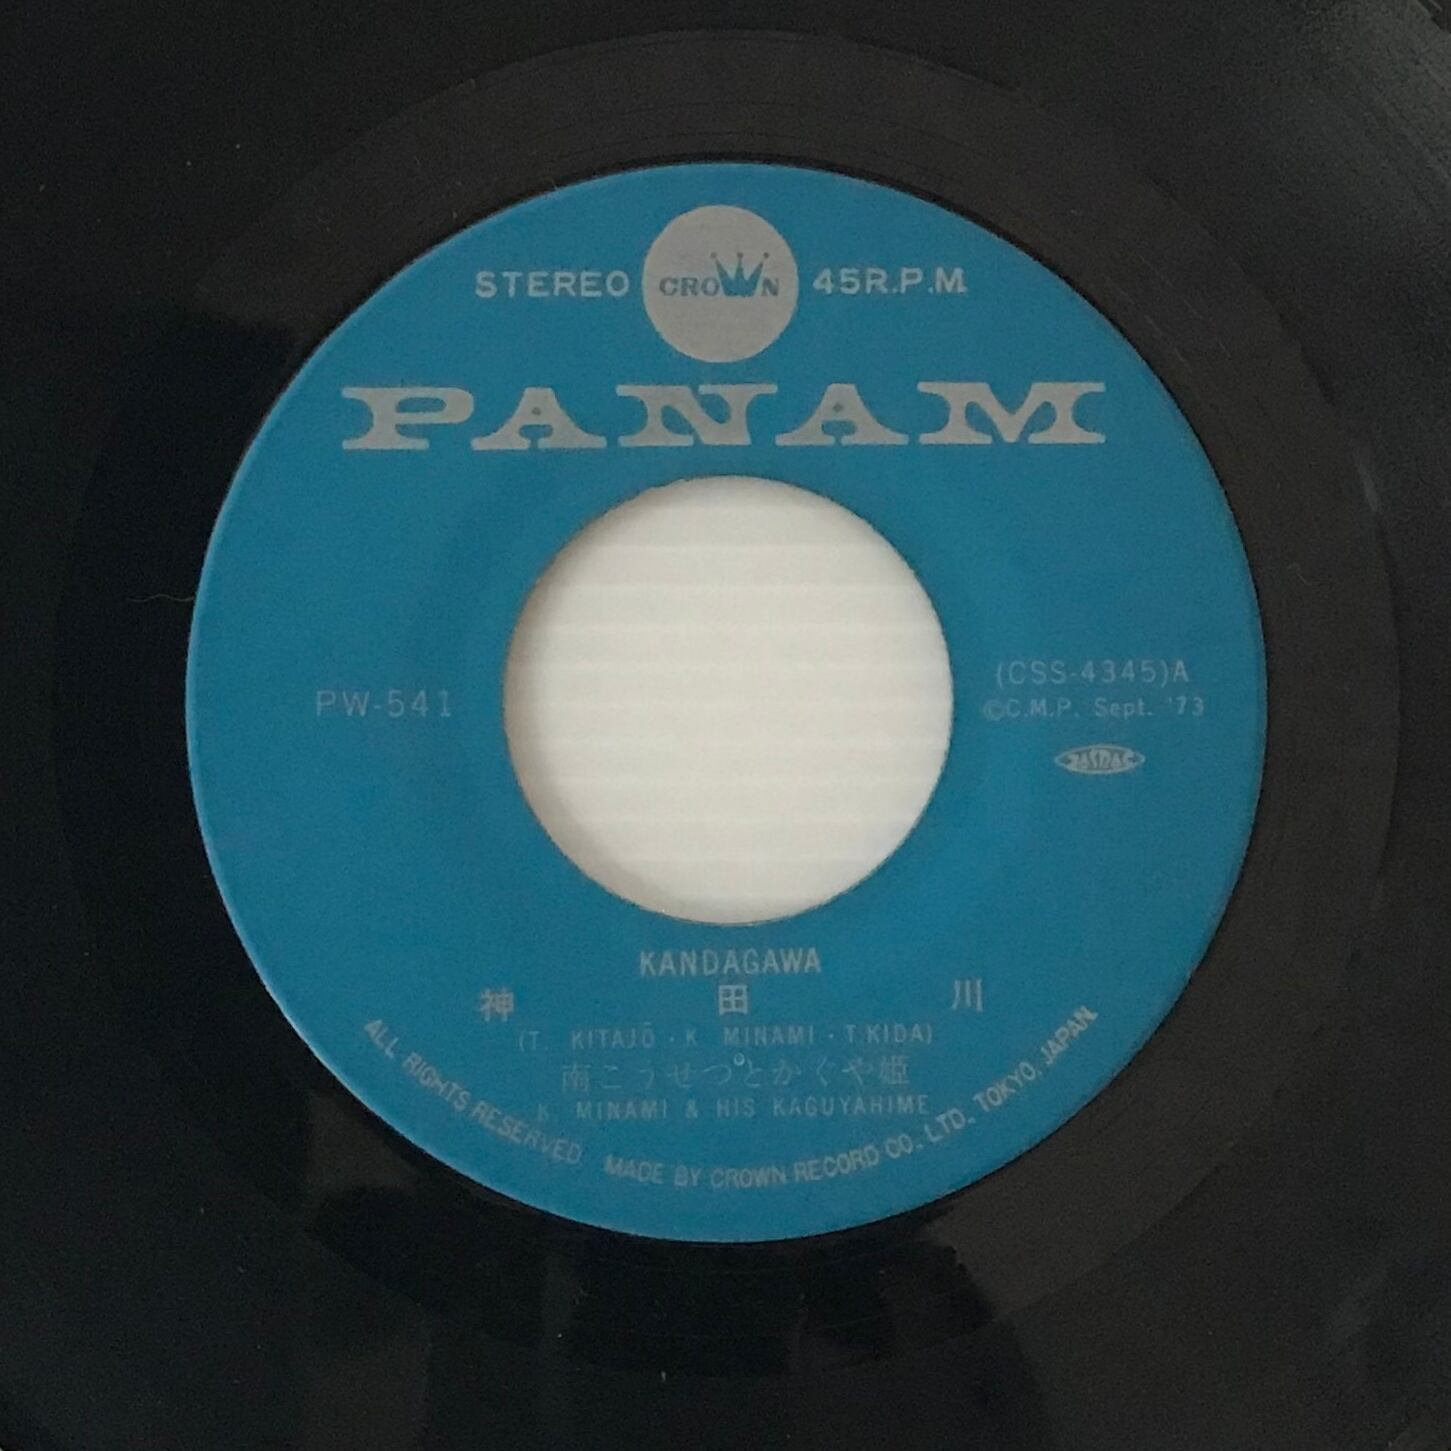 STEREO CROWN 45R.P.M
PANAM
PW-541
(CSS-4345)A
©C.M.P. Sept. '73
JASRAC
KANDAGAWA
神田川
(T. KITAJŌ・K. MINAMI・T.KIDA)
南こうせつとかぐや姫
K. MINAMI & HIS KAGUYAHIME
ALL RIGHTS RESERVED MADE BY CROWN RECORD CO., LTD., TOKYO, JAPAN.